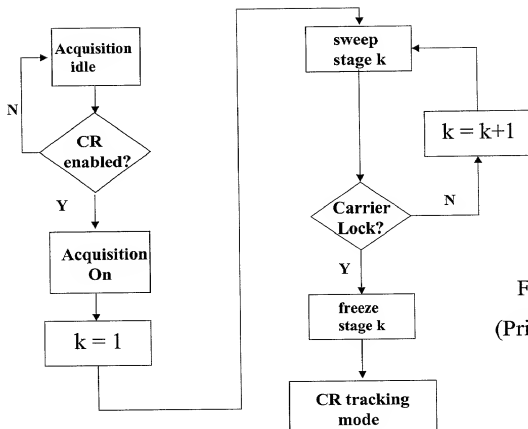 Acquisition
idle
N
CR
enabled?
Y
Acquisition
On
k = 1
sweep
stage k
k = k+1
Carrier
Lock?
N
Y
freeze
stage k
CR tracking
mode
F
(Pri